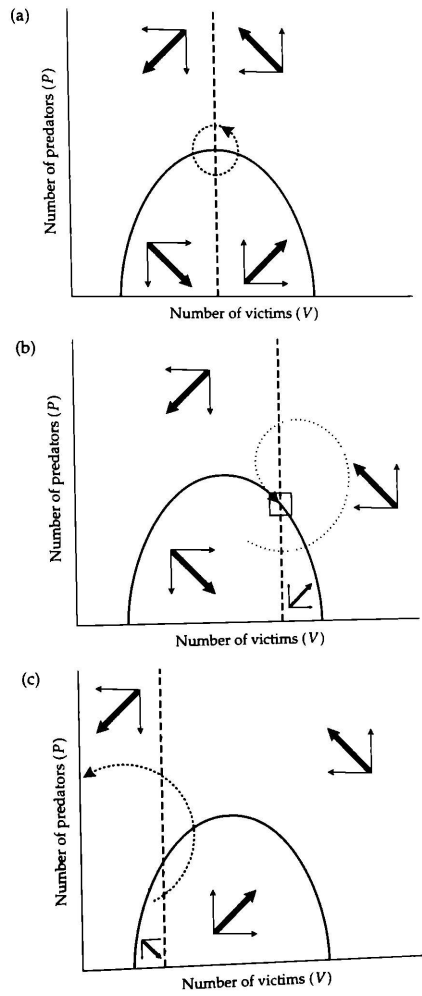 (a)
Number of predators (P)
Number of victims (V)
(b)
Number of predators (P)
Number of victims (V)
(c)
Number of predators (P)
Number of victims (V)